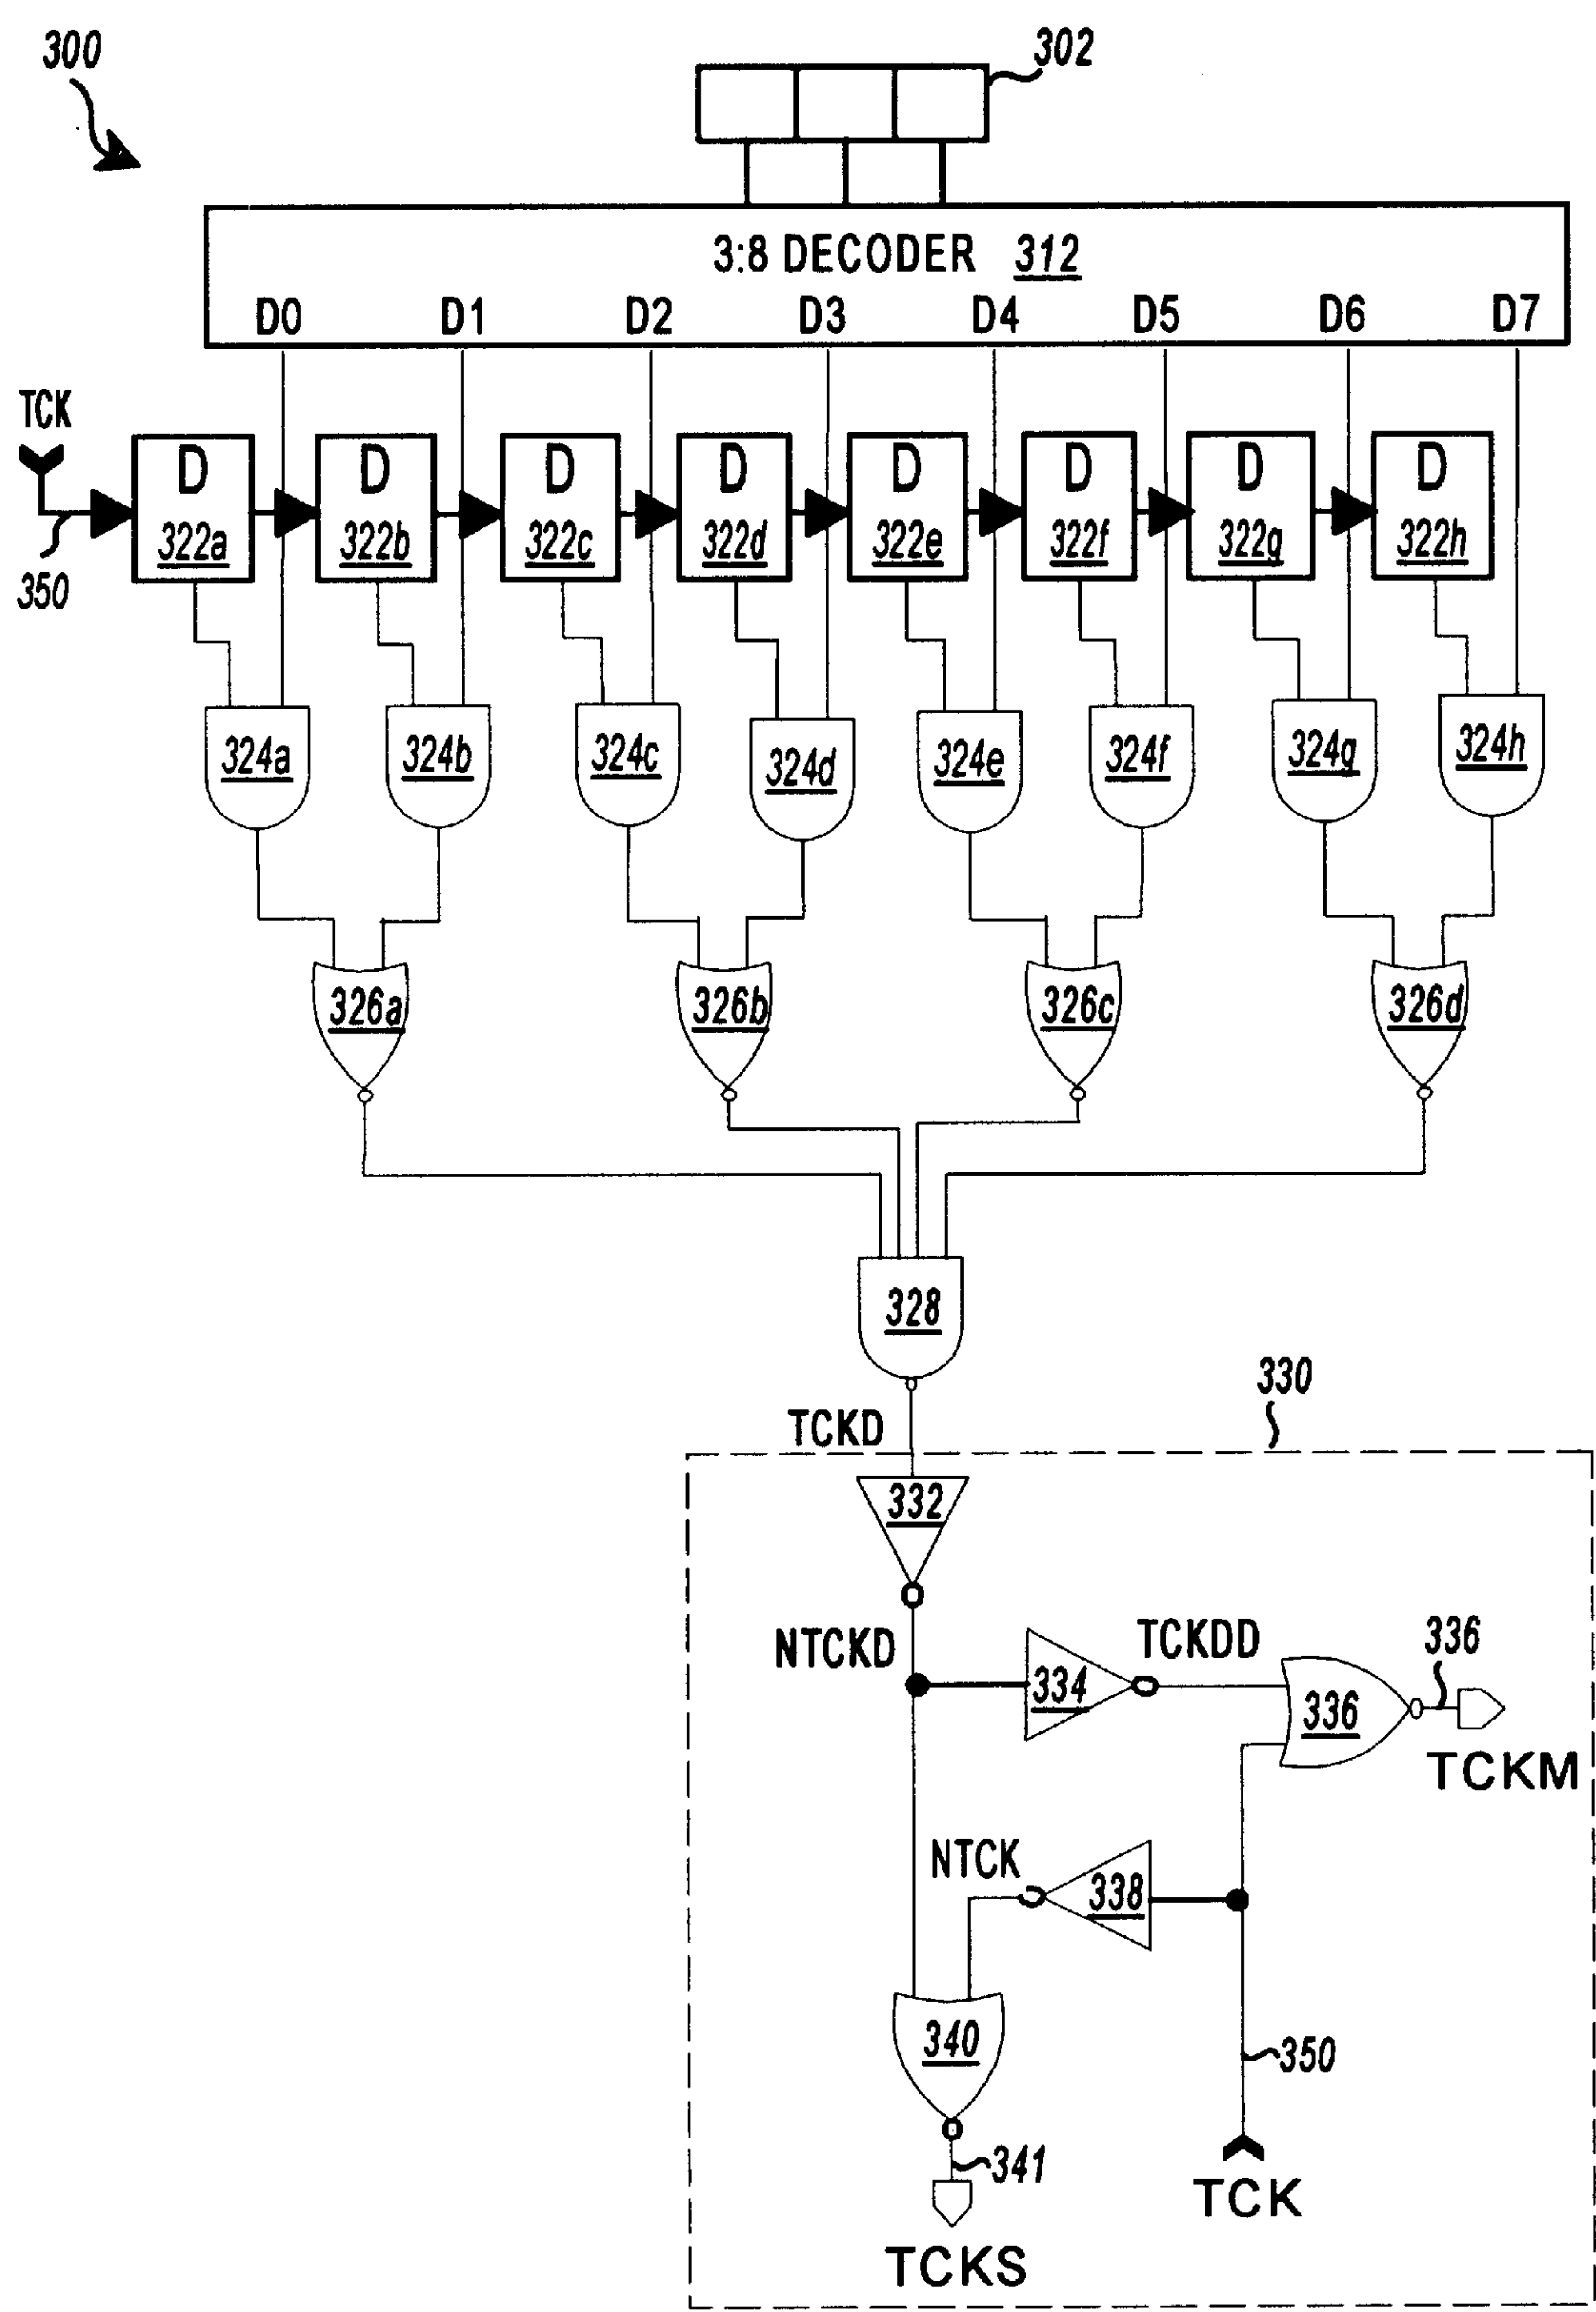 300
302
3:8 DECODER 312
D0 D1 D2 D3 D4 D5 D6 D7
TCK
D D D D D D D D
322a 322b 322c 322d 322e 322f 322g 322h
350
324a 324b 324c 324d 324e 324f 324g 324h
326a 326b 326c 326d
328
330
TCKD
332
NTCKD
TCKDD
336
334
336
TCKM
NTCK
338
340
350
341
TCK
TCKS